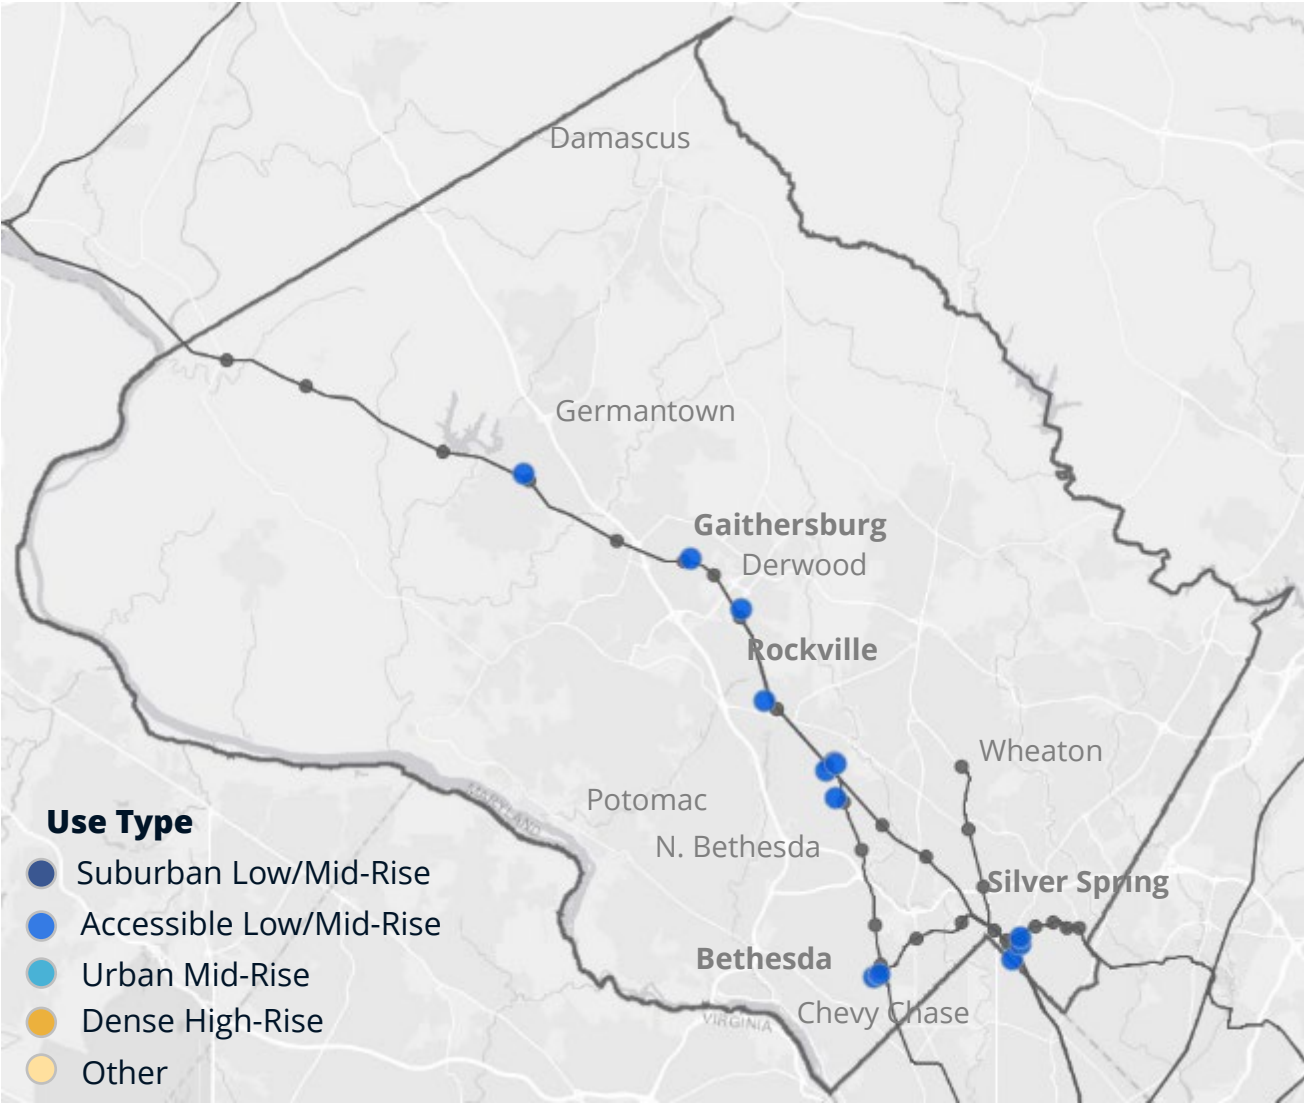 Damascus
Germantown
Gaithersburg
Derwood
Rockville
Wheaton
Potomac
MARYLAND
N. Bethesda
Silver Spring
Bethesda
Chevy Chase
VIRGINIA
Use Type
Suburban Low/Mid-Rise
Accessible Low/Mid-Rise
Urban Mid-Rise
Dense High-Rise
Other